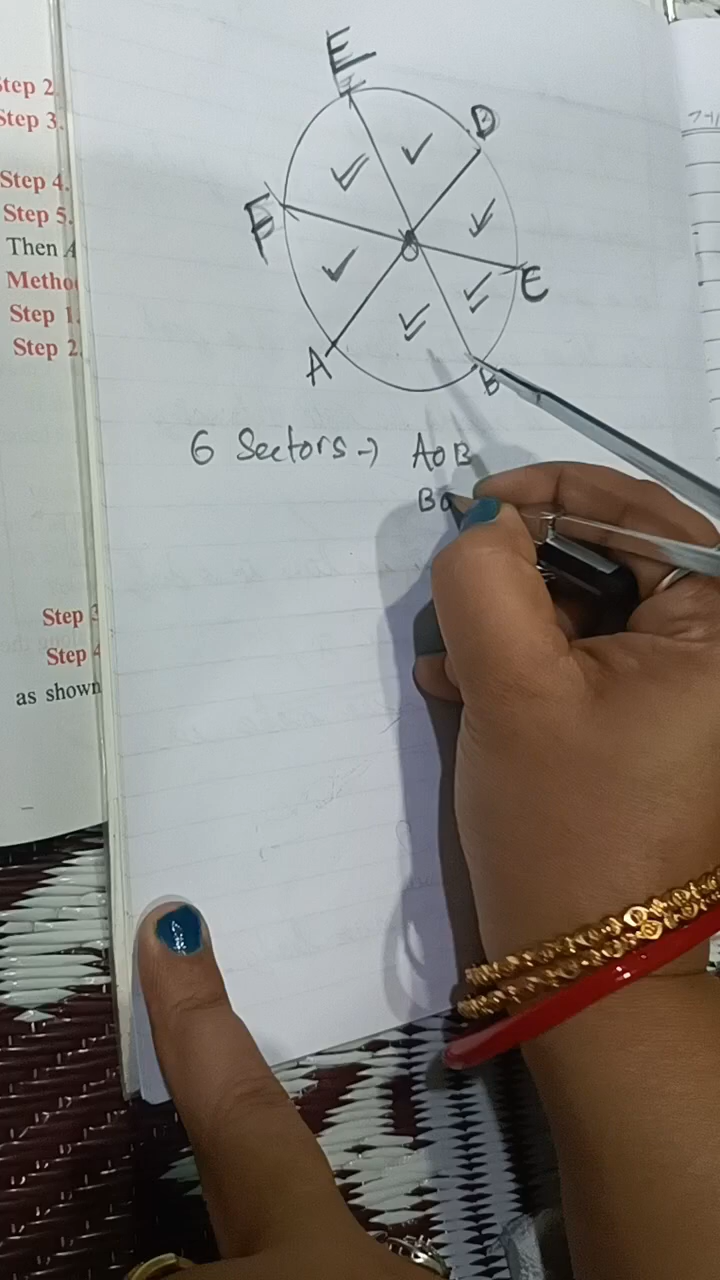 Step 2.
Step 3.
Step 4.
Step 5.
Then A
Metho
Step 1.
Step 2.
Step 3
Step 4
as shown
E
D
F
O
C
A
B
6 Sectors → AOB
BO